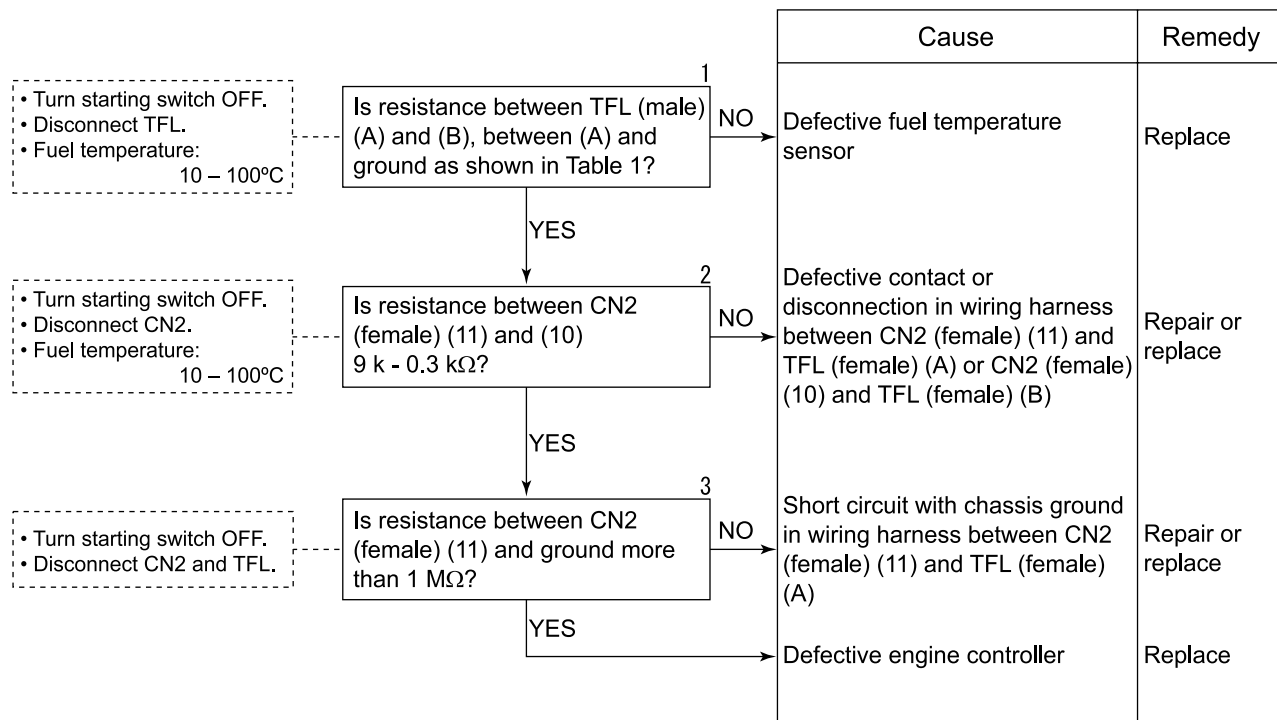 Cause
Remedy
• Turn starting switch OFF.
• Disconnect TFL.
• Fuel temperature:
10 – 100ºC
1
Is resistance between TFL (male)
(A) and (B), between (A) and
ground as shown in Table 1?
NO
Defective fuel temperature
sensor
Replace
YES
• Turn starting switch OFF.
• Disconnect CN2.
• Fuel temperature:
10 – 100ºC
2
Is resistance between CN2
(female) (11) and (10)
9 k - 0.3 kΩ?
NO
Defective contact or
disconnection in wiring harness
between CN2 (female) (11) and
TFL (female) (A) or CN2 (female)
(10) and TFL (female) (B)
Repair or
replace
YES
• Turn starting switch OFF.
• Disconnect CN2 and TFL.
3
Is resistance between CN2
(female) (11) and ground more
than 1 MΩ?
NO
Short circuit with chassis ground
in wiring harness between CN2
(female) (11) and TFL (female)
(A)
Repair or
replace
YES
Defective engine controller
Replace